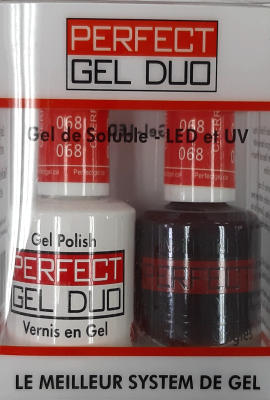 PERFECT
GEL DUO
068 068
Gel de Soluble - LED et UV
068 068
Gel Polish
PERFECT
GEL DUO
Vernis en Gel
LE MEILLEUR SYSTEM DE GEL